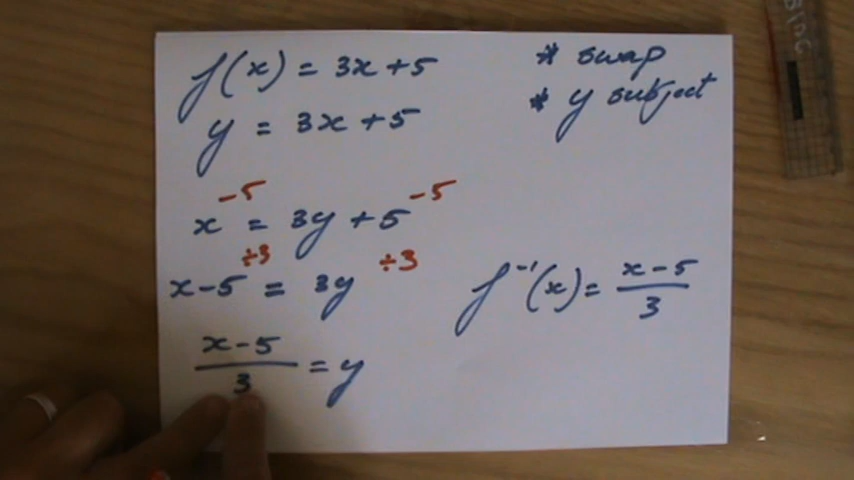 f(x) = 3x+5
* swap
y = 3x+5
* y subject
-5 -5
x = 3y+5
÷3 ÷3
x-5 = 3y
f⁻¹(x) = (x-5)/3
(x-5)/3 = y